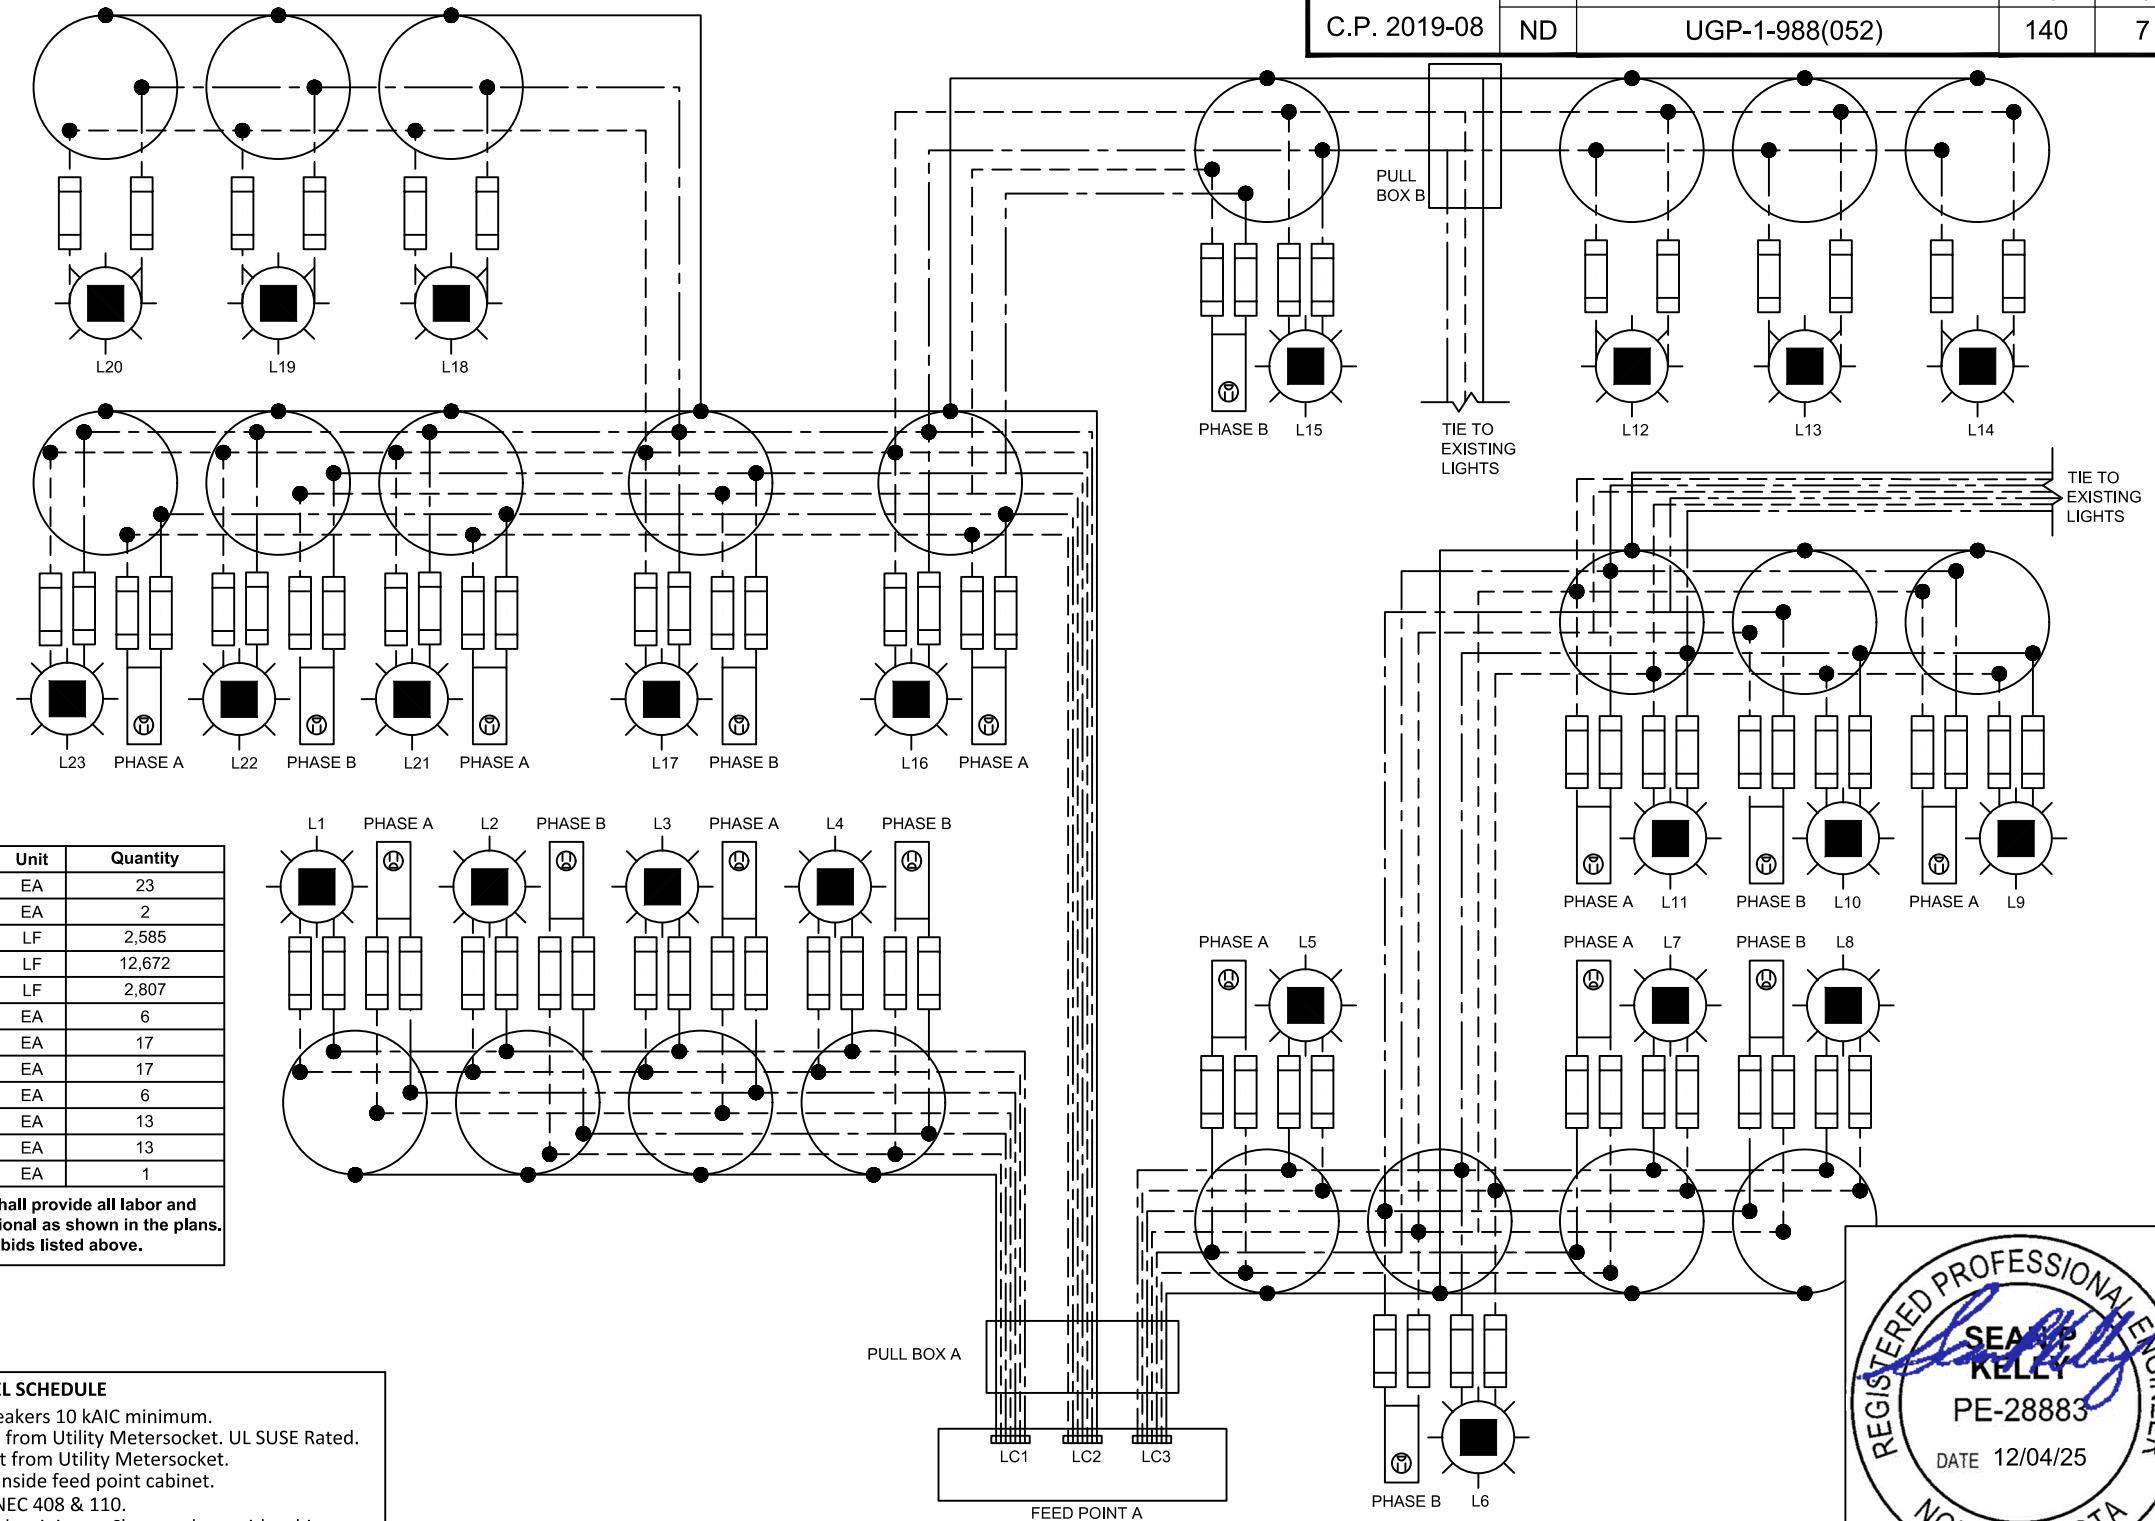 C.P. 2019-08 ND UGP-1-988(052) 140 7
PULL
BOX B
L20 L19 L18
PHASE B L15
TIE TO
EXISTING
LIGHTS
L12 L13 L14
TIE TO
EXISTING
LIGHTS
L23 PHASE A L22 PHASE B L21 PHASE A L17 PHASE B L16 PHASE A
L1 PHASE A L2 PHASE B L3 PHASE A L4 PHASE B
PHASE A L11 PHASE B L10 PHASE A L9
PHASE A L5 PHASE A L7 PHASE B L8
Unit Quantity
EA 23
EA 2
LF 2,585
LF 12,672
LF 2,807
EA 6
EA 17
EA 17
EA 6
EA 13
EA 13
EA 1
hall provide all labor and
ional as shown in the plans.
bids listed above.
PULL BOX A
LC1 LC2 LC3
FEED POINT A
PHASE B L6
L SCHEDULE
eakers 10 kAIC minimum.
from Utility Metersocket. UL SUSE Rated.
t from Utility Metersocket.
inside feed point cabinet.
NEC 408 & 110.
REGISTERED PROFESSIONAL ENGINEER
SEAN P
KELLY
PE-28883
DATE 12/04/25